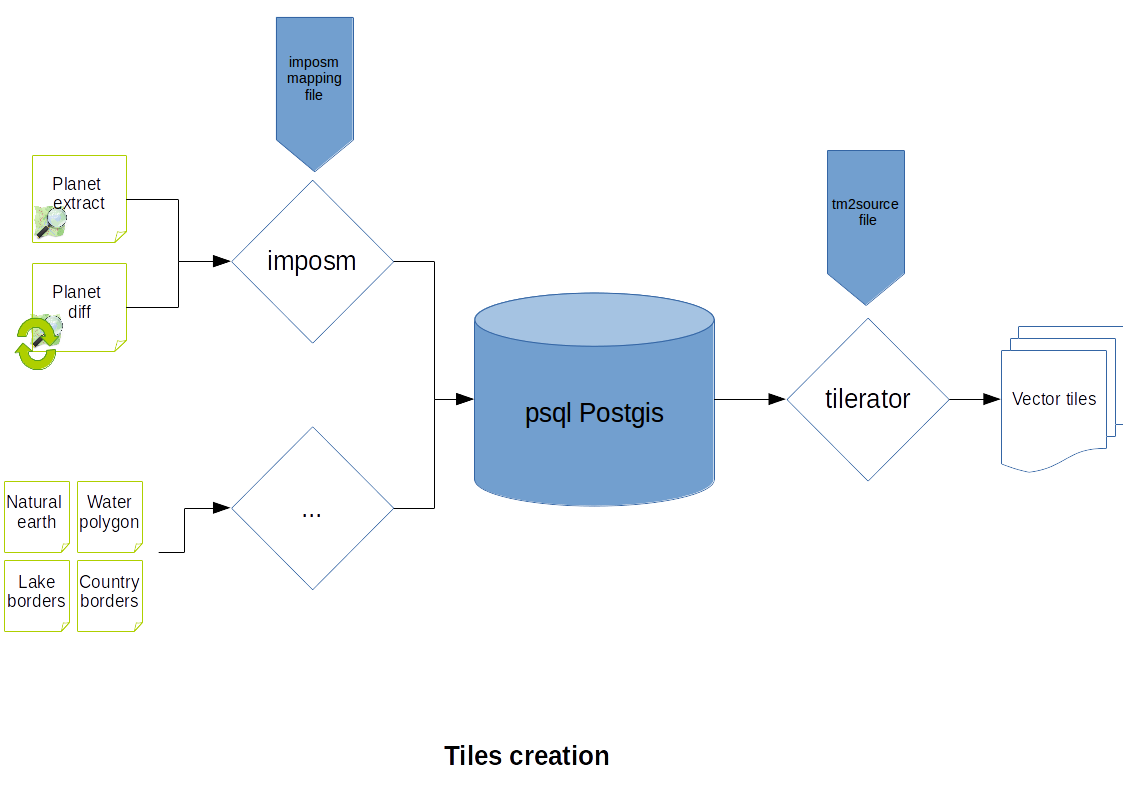 imposm
mapping
file
Planet
extract
tm2source
file
imposm
Planet
diff
psql Postgis
tilerator
Vector tiles
Natural
earth
Water
polygon
...
Lake
borders
Country
borders
Tiles creation